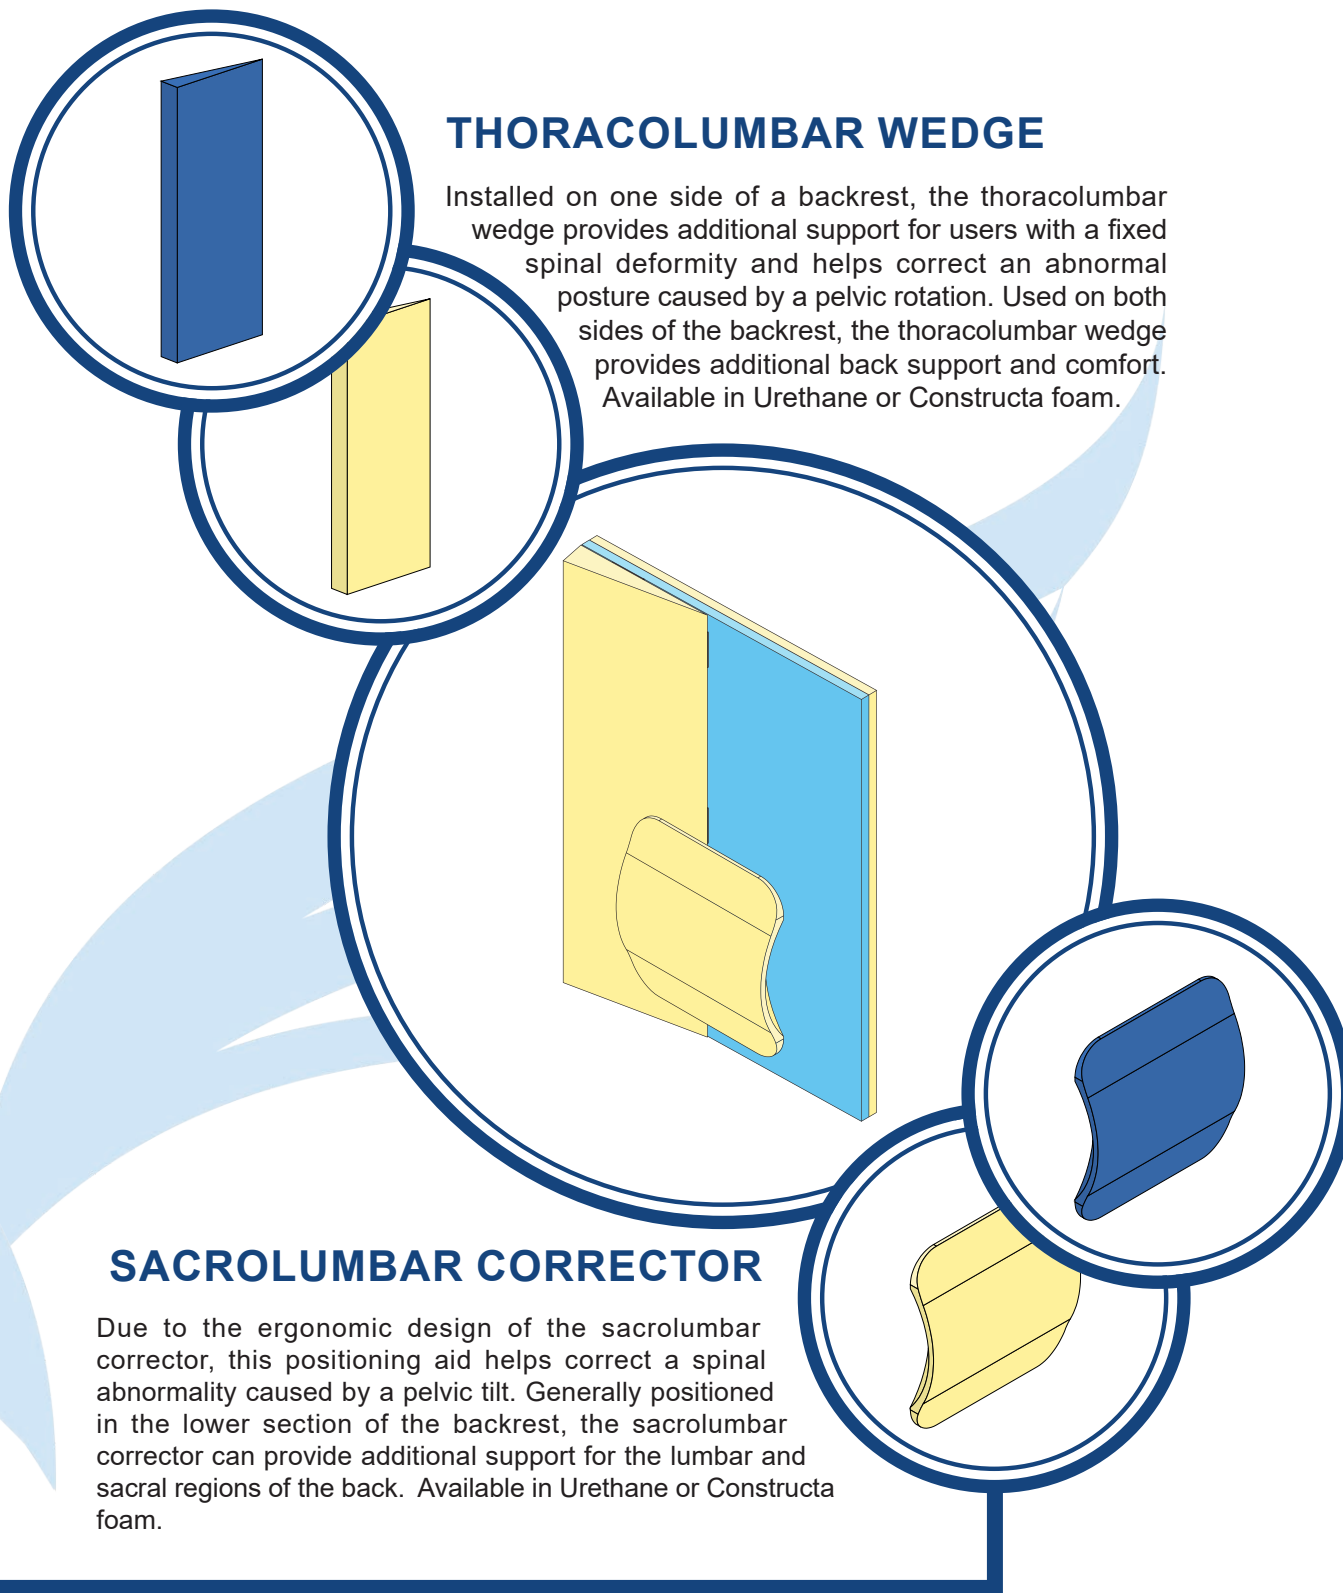 THORACOLUMBAR WEDGE
Installed on one side of a backrest, the thoracolumbar
wedge provides additional support for users with a fixed
spinal deformity and helps correct an abnormal
posture caused by a pelvic rotation. Used on both
sides of the backrest, the thoracolumbar wedge
provides additional back support and comfort.
Available in Urethane or Constructa foam.
SACROLUMBAR CORRECTOR
Due to the ergonomic design of the sacrolumbar
corrector, this positioning aid helps correct a spinal
abnormality caused by a pelvic tilt. Generally positioned
in the lower section of the backrest, the sacrolumbar
corrector can provide additional support for the lumbar and
sacral regions of the back. Available in Urethane or Constructa
foam.